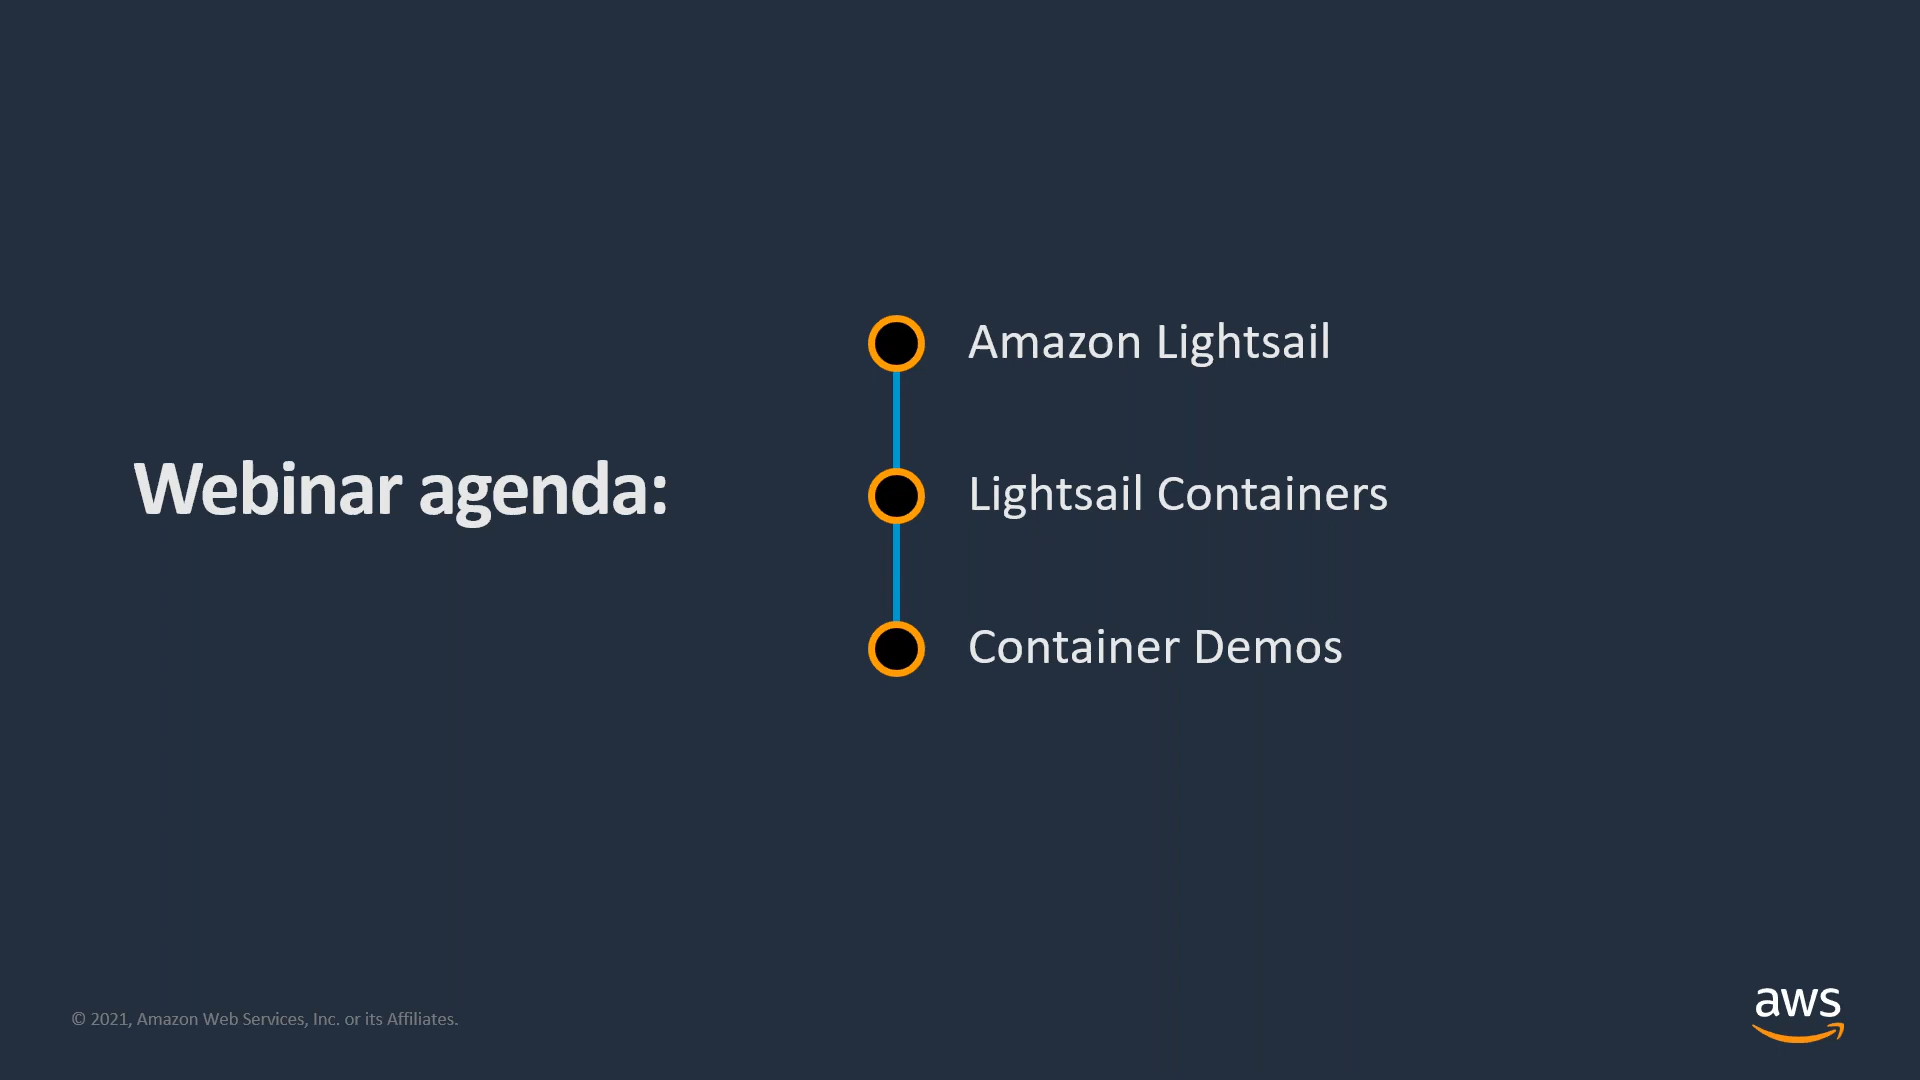 Webinar agenda:
Amazon Lightsail
Lightsail Containers
Container Demos
© 2021, Amazon Web Services, Inc. or its Affiliates.
aws